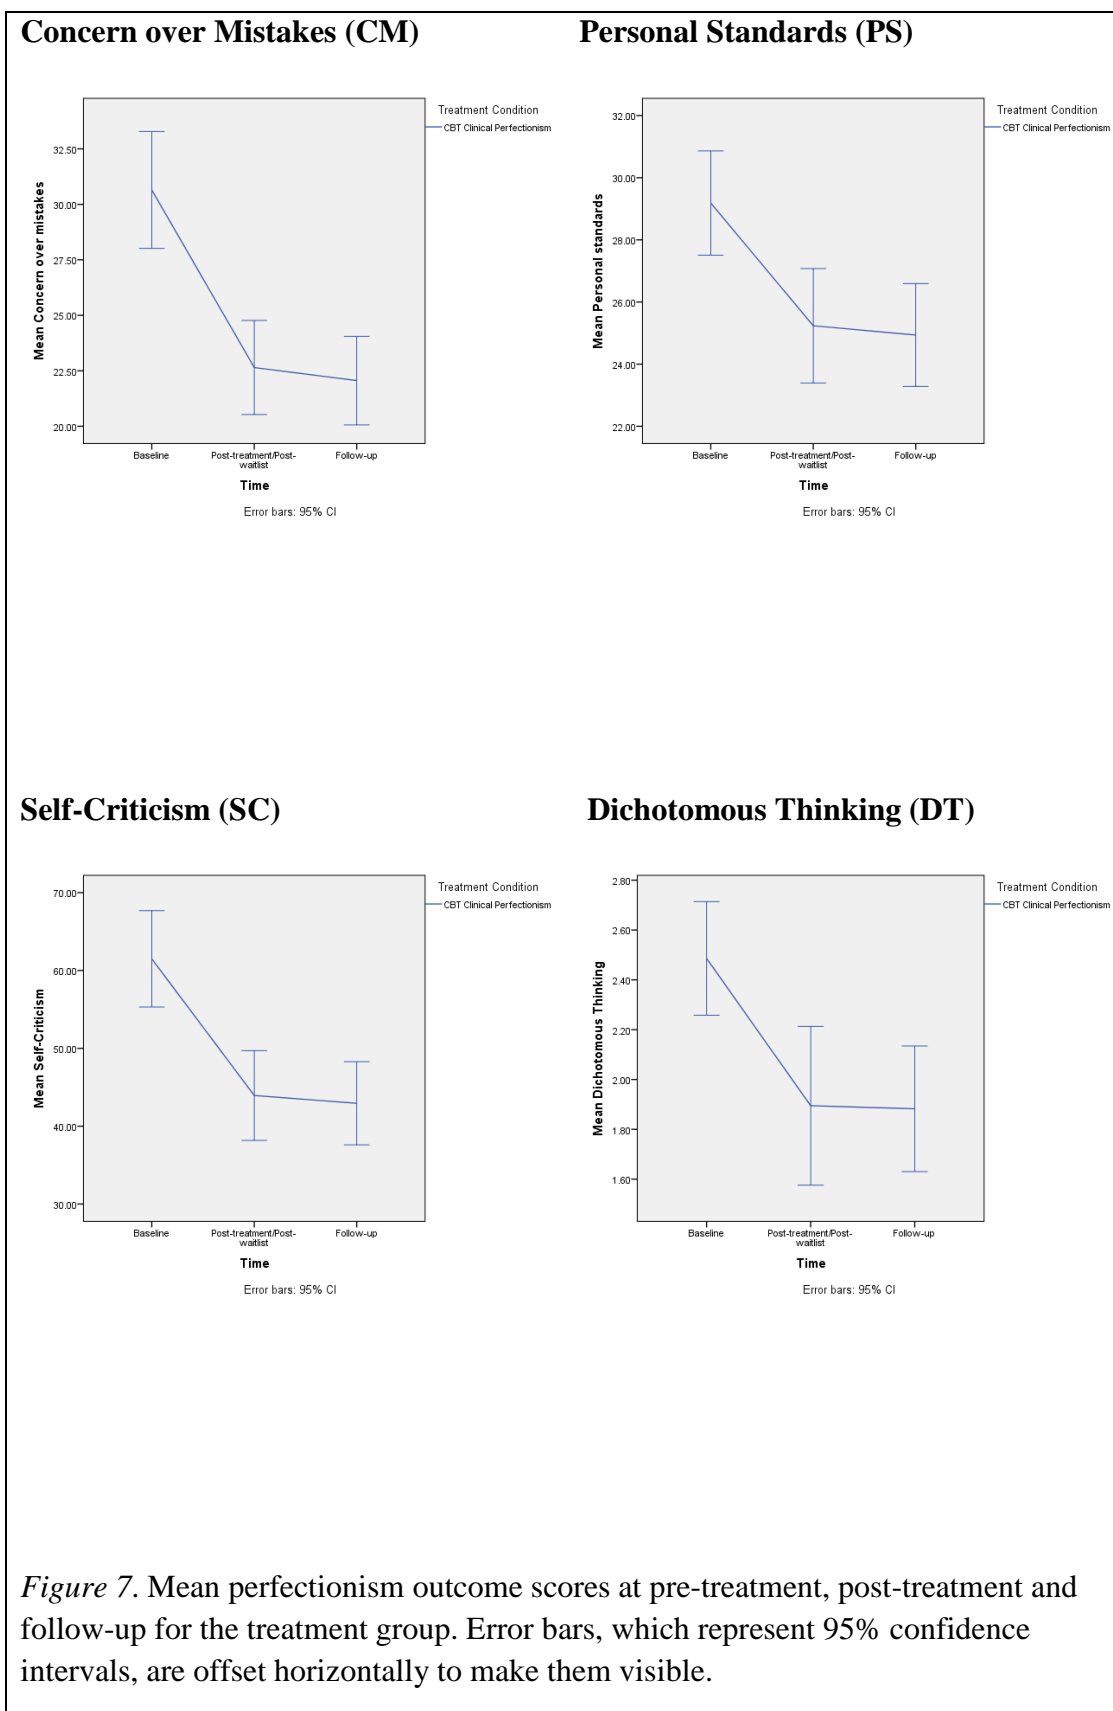 Concern over Mistakes (CM)
Personal Standards (PS)
Treatment Condition
CBT Clinical Perfectionism
Mean Concern over mistakes
32.50
30.00
27.50
25.00
22.50
20.00
Baseline
Post-treatment/Post-
waitlist
Follow-up
Time
Error bars: 95% CI
Treatment Condition
CBT Clinical Perfectionism
Mean Personal standards
32.00
30.00
28.00
26.00
24.00
22.00
Baseline
Post-treatment/Post-
waitlist
Follow-up
Time
Error bars: 95% CI
Self-Criticism (SC)
Dichotomous Thinking (DT)
Treatment Condition
CBT Clinical Perfectionism
Mean Self-Criticism
70.00
60.00
50.00
40.00
30.00
Baseline
Post-treatment/Post-
waitlist
Follow-up
Time
Error bars: 95% CI
Treatment Condition
CBT Clinical Perfectionism
Mean Dichotomous Thinking
2.80
2.60
2.40
2.20
2.00
1.80
1.60
Baseline
Post-treatment/Post-
waitlist
Follow-up
Time
Error bars: 95% CI
Figure 7. Mean perfectionism outcome scores at pre-treatment, post-treatment and
follow-up for the treatment group. Error bars, which represent 95% confidence
intervals, are offset horizontally to make them visible.